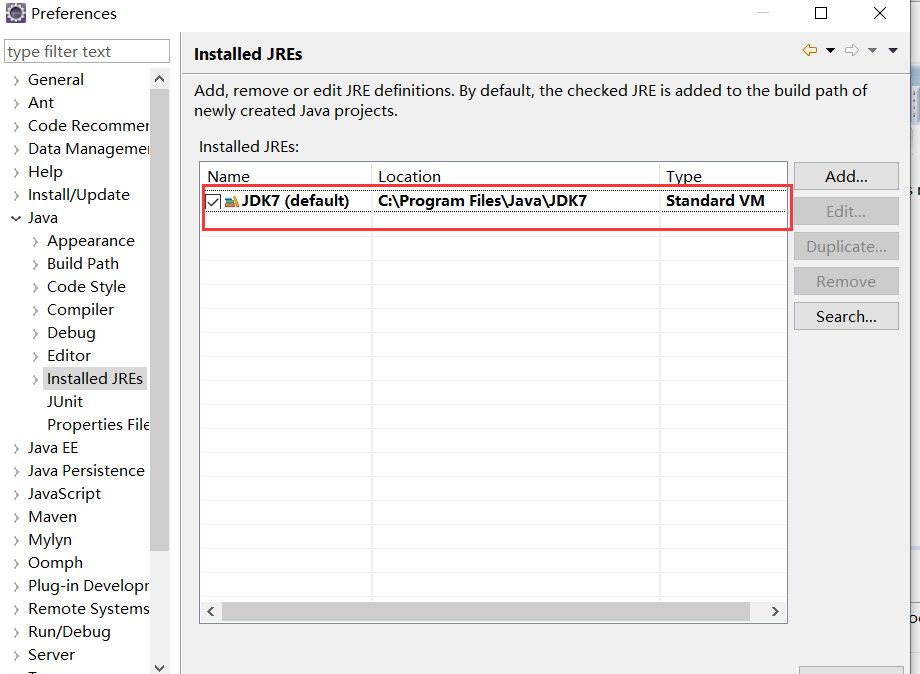 Preferences
type filter text
General
Ant
Code Recommer
Data Manageme
Help
Install/Update
Java
Appearance
Build Path
Code Style
Compiler
Debug
Editor
Installed JREs
JUnit
Properties File
Java EE
Java Persistence
JavaScript
Maven
Mylyn
Oomph
Plug-in Developr
Remote Systems
Run/Debug
Server
Installed JREs
Add, remove or edit JRE definitions. By default, the checked JRE is added to the build path of
newly created Java projects.
Installed JREs:
Name Location Type
JDK7 (default) C:\Program Files\Java\JDK7 Standard VM
Add...
Edit...
Duplicate...
Remove
Search...